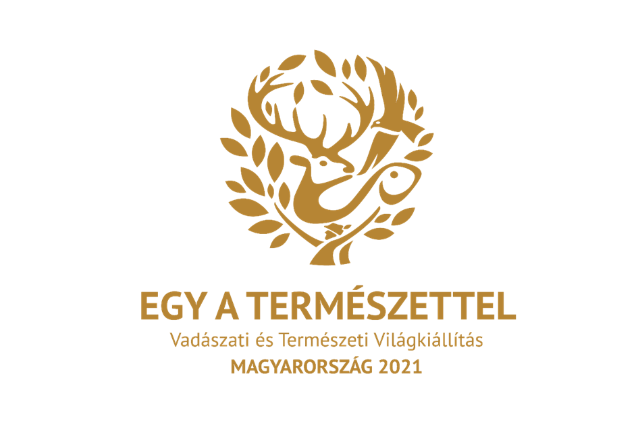 EGY A TERMÉSZETTEL
Vadászati és Természeti Világkiállítás
MAGYARORSZÁG 2021